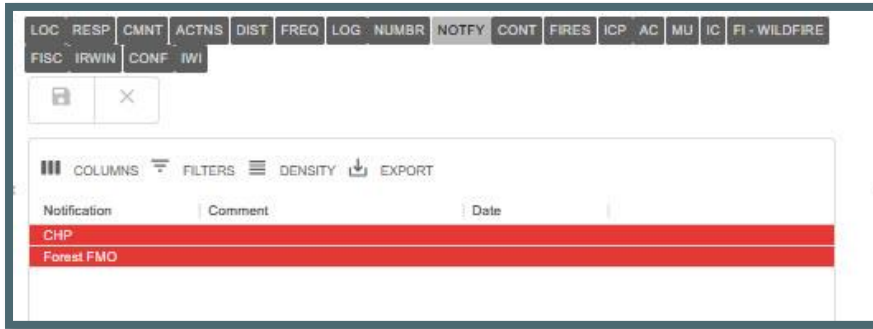 LOC RESP CMNT ACTNS DIST FREQ LOG NUMBR NOTFY CONT FIRES ICP AC MU IC FI - WILDFIRE
FISC IRWIN CONF IWI
COLUMNS FILTERS DENSITY EXPORT
Notification Comment Date
CHP
Forest FMO